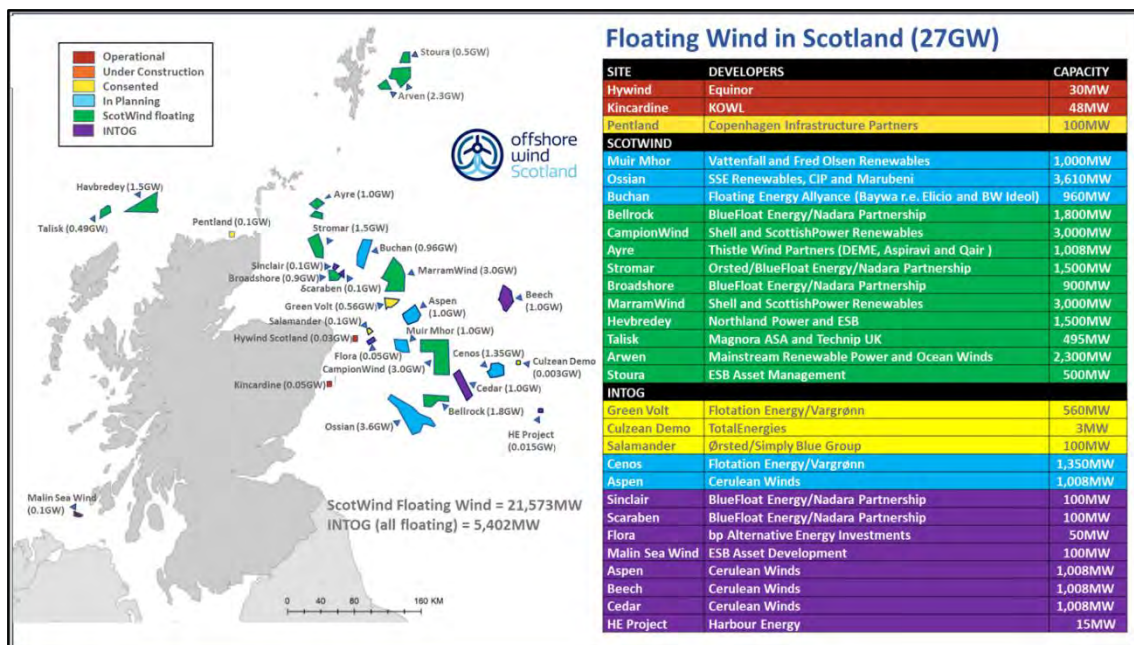 Operational
Under Construction
Consented
In Planning
ScotWind floating
INTOG
Stoura (0.5GW)
Arven (2.3GW)
offshore
wind
Scotland
Havbredey (1.5GW)
Talisk (0.49GW)
Pentland (0.1GW)
Ayre (1.0GW)
Stromar (1.5GW)
Buchan (0.96GW)
Sinclair (0.1GW)
Broadshore (0.9GW)
Scaraben (0.1GW)
MarramWind (3.0GW)
Green Volt (0.56GW)
Aspen
(1.0GW)
Beech
(1.0GW)
Salamander (0.1GW)
Muir Mhor (1.0GW)
Hywind Scotland (0.03GW)
Flora (0.05GW)
CampionWind (3.0GW)
Cenos (1.35GW)
Culzean Demo
(0.003GW)
Kincardine (0.05GW)
Cedar (1.0GW)
Bellrock (1.8GW)
Ossian (3.6GW)
HE Project
(0.015GW)
Malin Sea Wind
(0.1GW)
ScotWind Floating Wind = 21,573MW
INTOG (all floating) = 5,402MW
0 40 80 160 KM
Floating Wind in Scotland (27GW)
SITE DEVELOPERS CAPACITY
Hywind Equinor 30MW
Kincardine KOWL 48MW
Pentland Copenhagen Infrastructure Partners 100MW
SCOTWIND
Muir Mhor Vattenfall and Fred Olsen Renewables 1,000MW
Ossian SSE Renewables, CIP and Marubeni 3,610MW
Buchan Floating Energy Allyance (Baywa r.e. Elicio and BW Ideol) 960MW
Bellrock BlueFloat Energy/Nadara Partnership 1,800MW
CampionWind Shell and ScottishPower Renewables 3,000MW
Ayre Thistle Wind Partners (DEME, Aspiravi and Qair ) 1,008MW
Stromar Orsted/BlueFloat Energy/Nadara Partnership 1,500MW
Broadshore BlueFloat Energy/Nadara Partnership 900MW
MarramWind Shell and ScottishPower Renewables 3,000MW
Hevbredey Northland Power and ESB 1,500MW
Talisk Magnora ASA and Technip UK 495MW
Arwen Mainstream Renewable Power and Ocean Winds 2,300MW
Stoura ESB Asset Management 500MW
INTOG
Green Volt Flotation Energy/Vargrønn 560MW
Culzean Demo TotalEnergies 3MW
Salamander Ørsted/Simply Blue Group 100MW
Cenos Flotation Energy/Vargrønn 1,350MW
Aspen Cerulean Winds 1,008MW
Sinclair BlueFloat Energy/Nadara Partnership 100MW
Scaraben BlueFloat Energy/Nadara Partnership 100MW
Flora bp Alternative Energy Investments 50MW
Malin Sea Wind ESB Asset Development 100MW
Aspen Cerulean Winds 1,008MW
Beech Cerulean Winds 1,008MW
Cedar Cerulean Winds 1,008MW
HE Project Harbour Energy 15MW